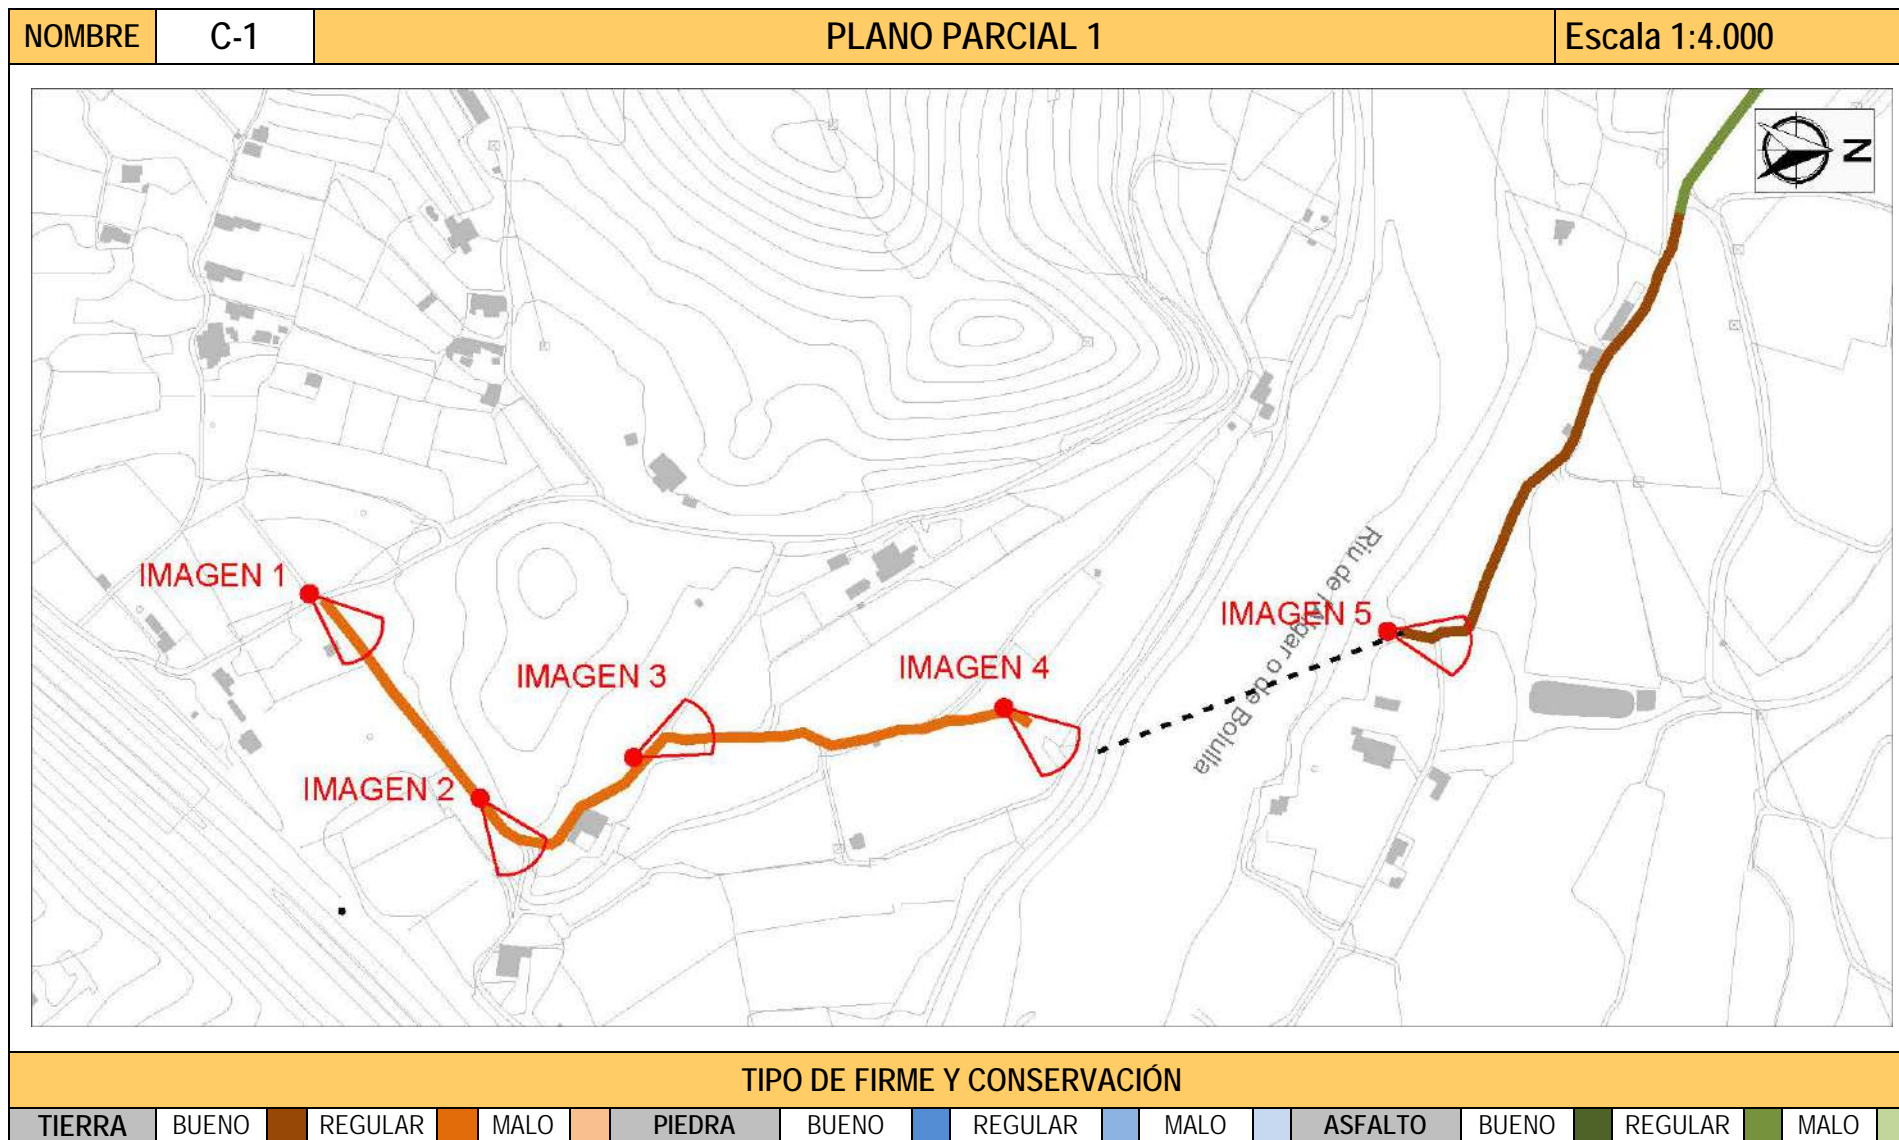 NOMBRE C-1 PLANO PARCIAL 1 Escala 1:4.000
N
IMAGEN 1
IMAGEN 2
IMAGEN 3
IMAGEN 4
IMAGEN 5
Riu de l'Algar o de Bolulla
TIPO DE FIRME Y CONSERVACIÓN
TIERRA BUENO REGULAR MALO PIEDRA BUENO REGULAR MALO ASFALTO BUENO REGULAR MALO